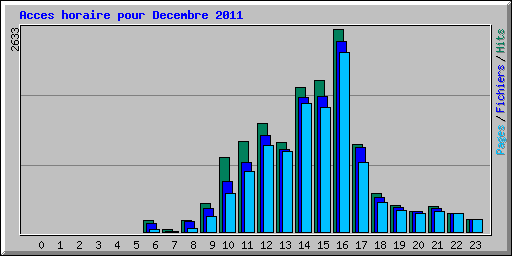 Acces horaire pour Decembre 2011
2633
Pages / Fichiers / Hits
0 1 2 3 4 5 6 7 8 9 10 11 12 13 14 15 16 17 18 19 20 21 22 23